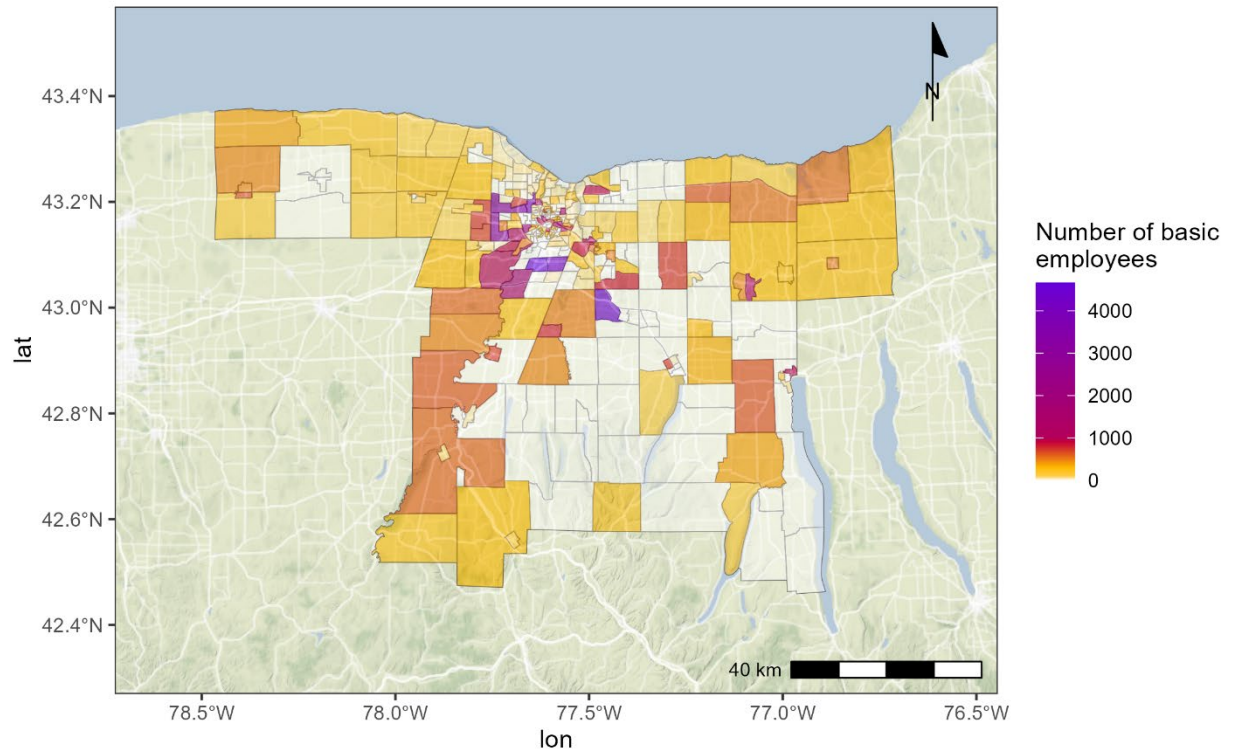 43.4°N
43.2°N
43.0°N
42.8°N
42.6°N
42.4°N
lat
N
40 km
78.5°W
78.0°W
77.5°W
77.0°W
76.5°W
lon
Number of basic
employees
4000
3000
2000
1000
0